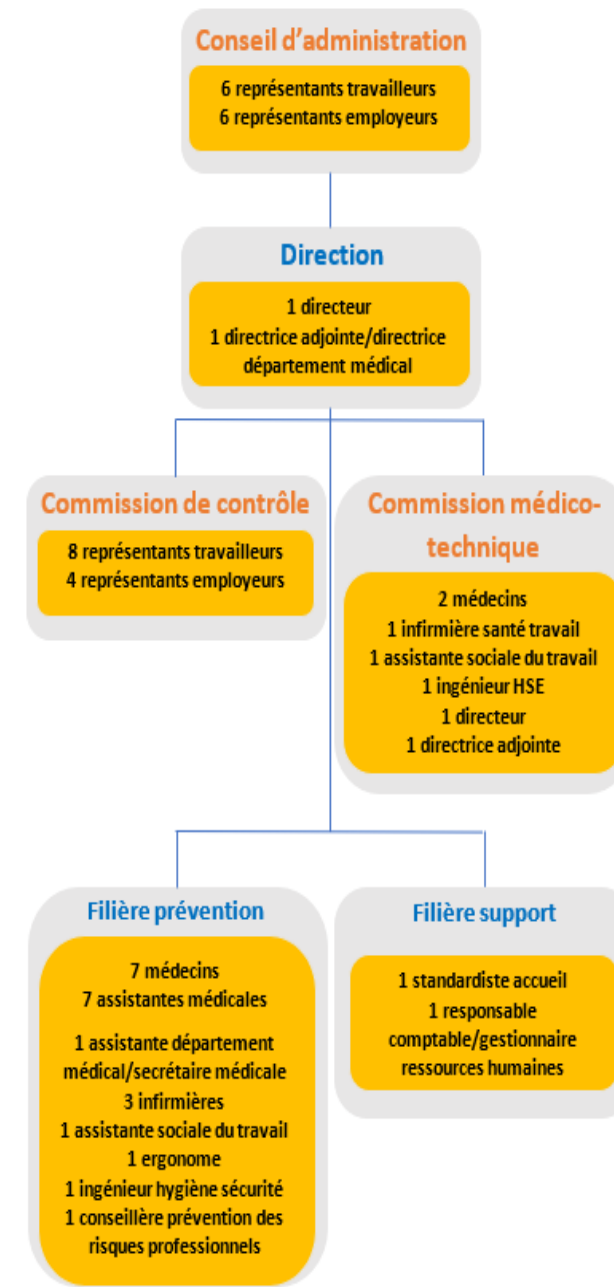 Conseil d'administration
6 représentants travailleurs
6 représentants employeurs
Direction
1 directeur
1 directrice adjointe/directrice
département médical
Commission de contrôle
8 représentants travailleurs
4 représentants employeurs
Commission médico-
technique
2 médecins
1 infirmière santé travail
1 assistante sociale du travail
1 ingénieur HSE
1 directeur
1 directrice adjointe
Filière prévention
7 médecins
7 assistantes médicales
1 assistante département
médical/secrétaire médicale
3 infirmières
1 assistante sociale du travail
1 ergonome
1 ingénieur hygiène sécurité
1 conseillère prévention des
risques professionnels
Filière support
1 standardiste accueil
1 responsable
comptable/gestionnaire
ressources humaines